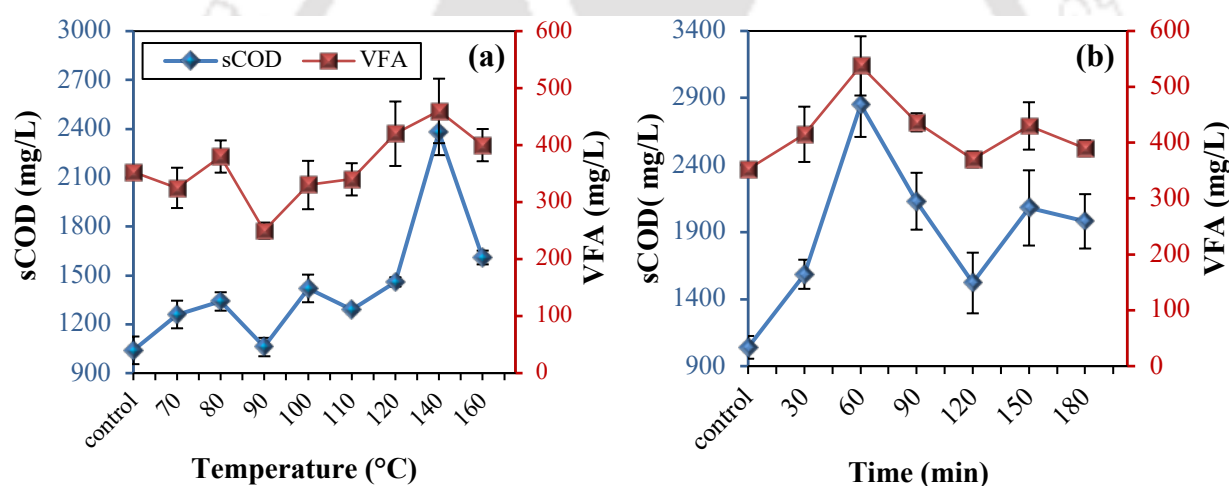 sCOD VFA
(a)
sCOD (mg/L)
3000
2700
2400
2100
1800
1500
1200
900
600
500
400
300
200
100
0
VFA (mg/L)
control 70 80 90 100 110 120 140 160
Temperature (°C)
(b)
sCOD( mg/L)
3400
2900
2400
1900
1400
900
600
500
400
300
200
100
0
VFA (mg/L)
control 30 60 90 120 150 180
Time (min)